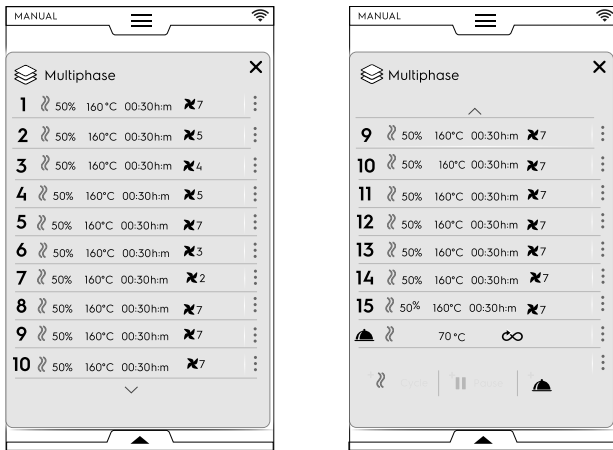 MANUAL
Multiphase
1 50% 160°C 00:30h:m 7
2 50% 160°C 00:30h:m 5
3 50% 160°C 00:30h:m 4
4 50% 160°C 00:30h:m 5
5 50% 160°C 00:30h:m 7
6 50% 160°C 00:30h:m 3
7 50% 160°C 00:30h:m 2
8 50% 160°C 00:30h:m 7
9 50% 160°C 00:30h:m 7
10 50% 160°C 00:30h:m 7
MANUAL
Multiphase
9 50% 160°C 00:30h:m 7
10 50% 160°C 00:30h:m 7
11 50% 160°C 00:30h:m 7
12 50% 160°C 00:30h:m 7
13 50% 160°C 00:30h:m 7
14 50% 160°C 00:30h:m 7
15 50% 160°C 00:30h:m 7
70°C
Cycle Pause